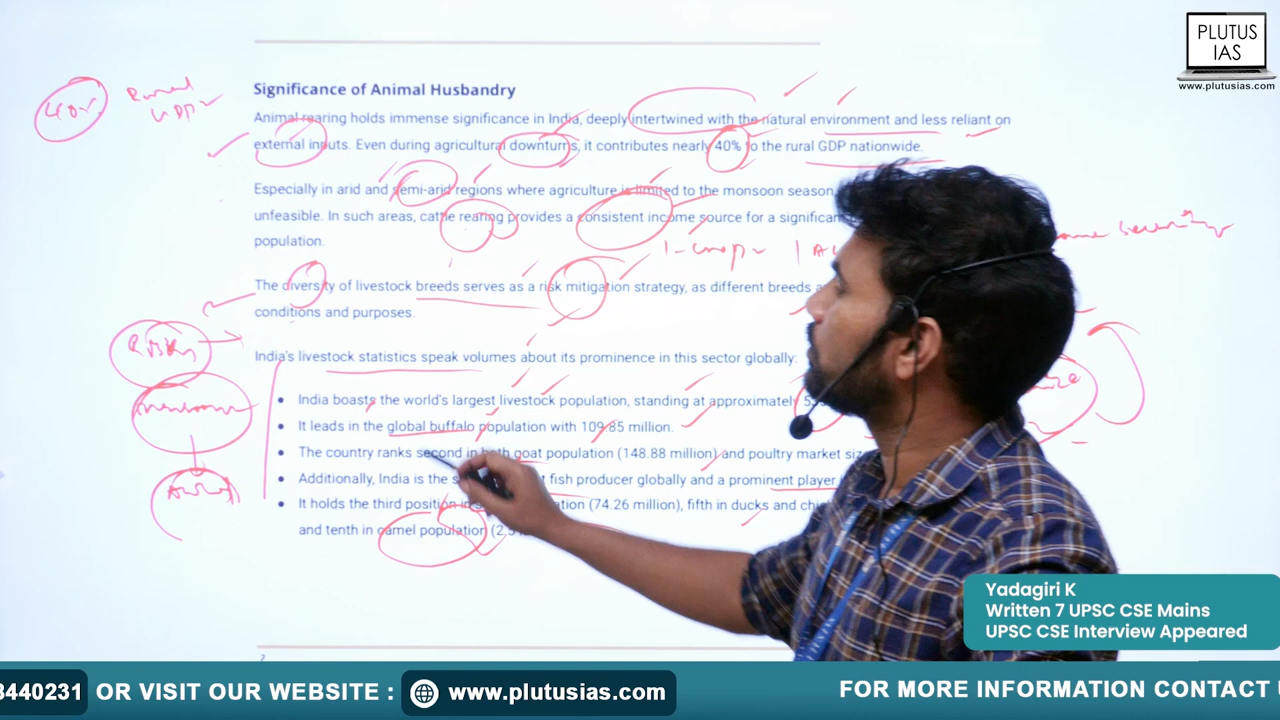 PLUTUS
IAS
www.plutusias.com
Significance of Animal Husbandry
Animal rearing holds immense significance in India, deeply intertwined with the natural environment and less reliant on
external inputs. Even during agricultural downturns, it contributes nearly 40% to the rural GDP nationwide.
Especially in arid and semi-arid regions where agriculture is limited to the monsoon season,
unfeasible. In such areas, cattle rearing provides a consistent income source for a significant
population.
The diversity of livestock breeds serves as a risk mitigation strategy, as different breeds
conditions and purposes.
India's livestock statistics speak volumes about its prominence in this sector globally:
• India boasts the world's largest livestock population, standing at approximately
• It leads in the global buffalo population with 109.85 million.
• The country ranks second in both goat population (148.88 million) and poultry market
• Additionally, India is the fish producer globally and a prominent player
• It holds the third position in (74.26 million), fifth in ducks and
and tenth in camel population
40%
Rural
GDP
Risks
security
Yadagiri K
Written 7 UPSC CSE Mains
UPSC CSE Interview Appeared
8440231 OR VISIT OUR WEBSITE : www.plutusias.com FOR MORE INFORMATION CONTACT